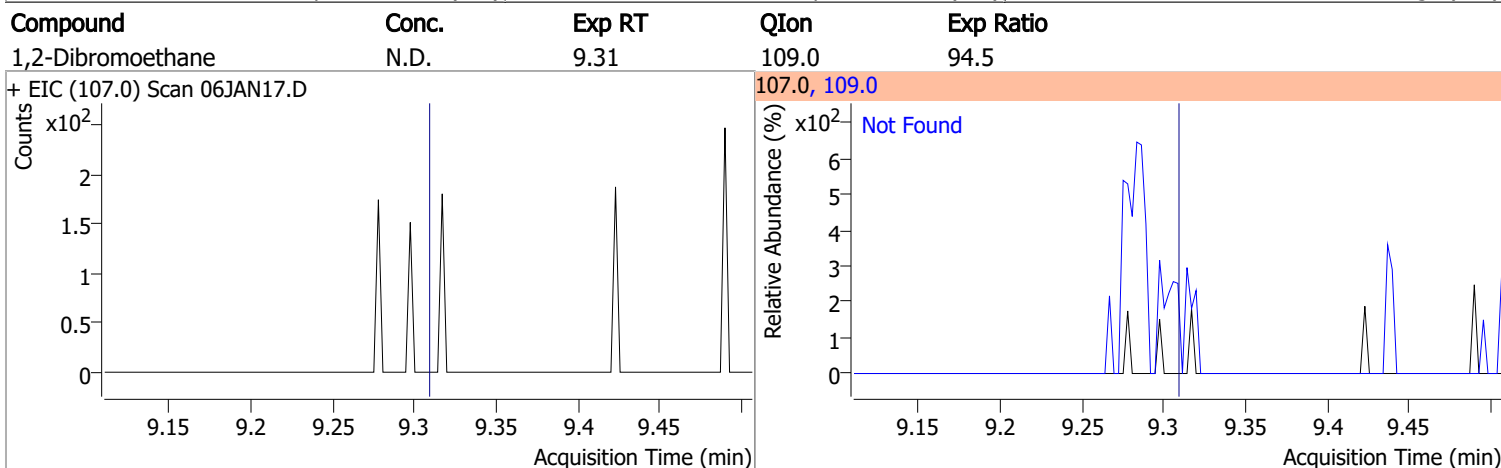 Compound Conc. Exp RT QIon Exp Ratio
1,2-Dibromoethane N.D. 9.31 109.0 94.5
+ EIC (107.0) Scan 06JAN17.D
Counts
x10²
2
1.5
1
0.5
0
9.15 9.2 9.25 9.3 9.35 9.4 9.45
Acquisition Time (min)
107.0, 109.0
Relative Abundance (%)
x10²
Not Found
6
5
4
3
2
1
0
9.15 9.2 9.25 9.3 9.35 9.4 9.45
Acquisition Time (min)